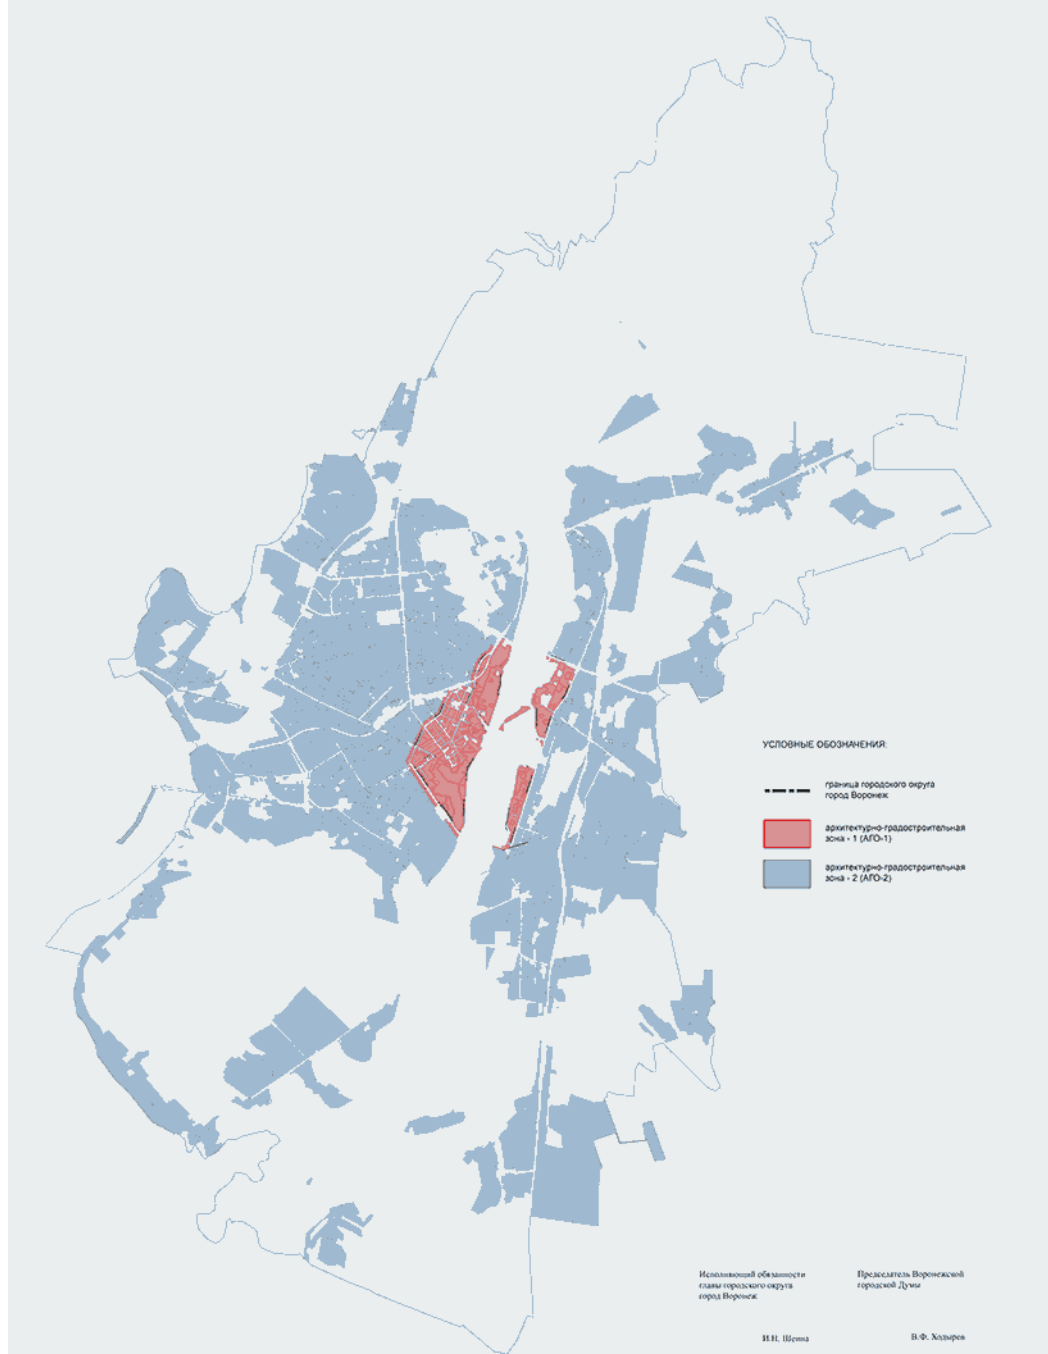 УСЛОВНЫЕ ОБОЗНАЧЕНИЯ:
граница городского округа
город Воронеж
архитектурно-градостроительная
зона - 1 (АГО-1)
архитектурно-градостроительная
зона - 2 (АГО-2)
Исполняющий обязанности
главы городского округа
город Воронеж
Председатель Воронежской
городской Думы
В.Ф. Ходырев